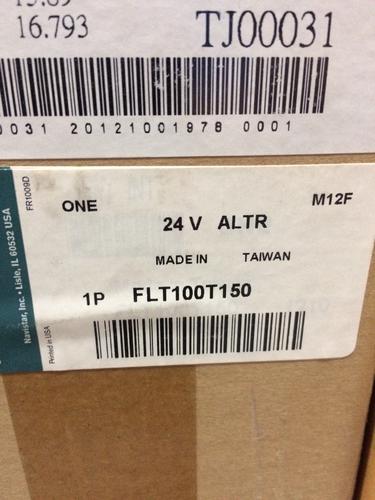 16.793
TJ00031
0031 20121001978 0001
FR1009D
ONE
M12F
24 V ALTR
MADE IN TAIWAN
1P FLT100T150
Navistar, Inc. • Lisle, IL 60532 USA
Printed in USA